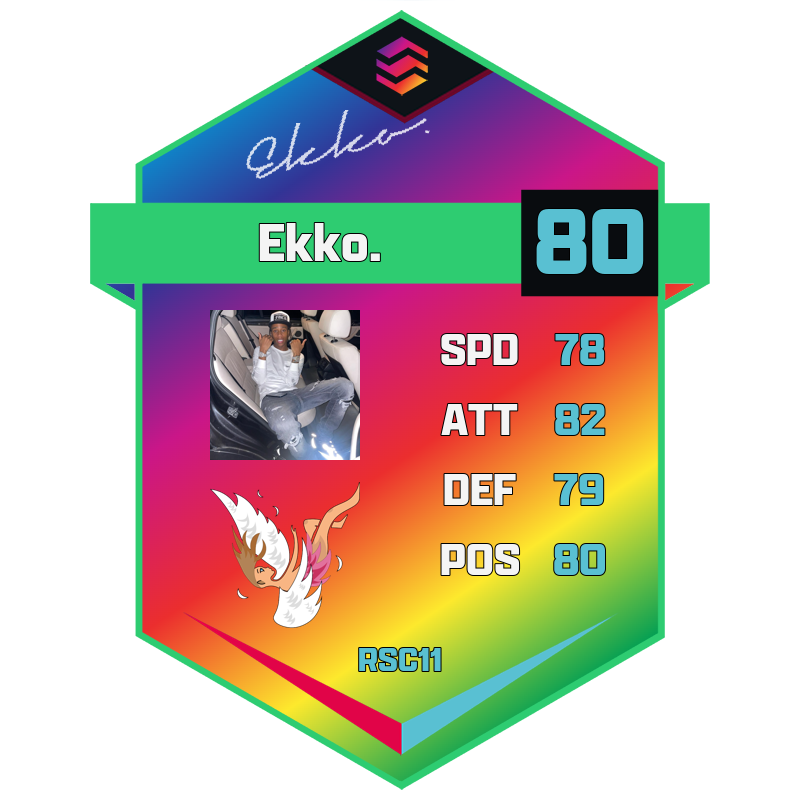 Ekko.
Ekko.
80
SPD 78
ATT 82
DEF 79
POS 80
RSC11